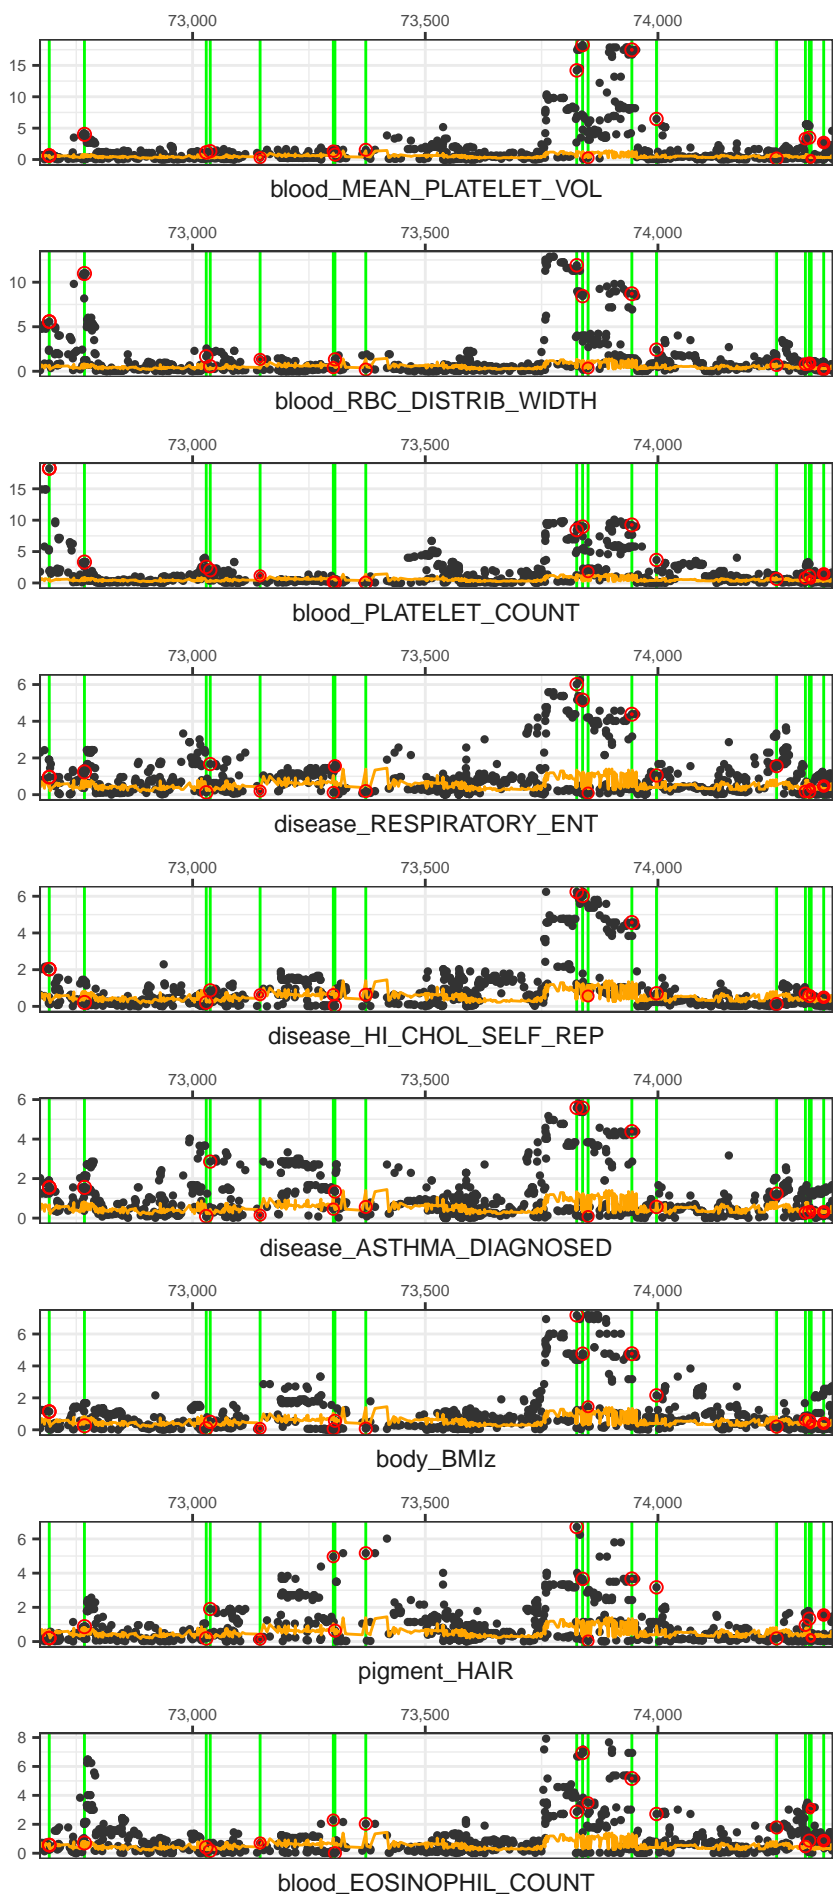 73,000 73,500 74,000
15
10
5
0
blood_MEAN_PLATELET_VOL
73,000 73,500 74,000
10
5
0
blood_RBC_DISTRIB_WIDTH
73,000 73,500 74,000
15
10
5
0
blood_PLATELET_COUNT
73,000 73,500 74,000
6
4
2
0
disease_RESPIRATORY_ENT
73,000 73,500 74,000
6
4
2
0
disease_HI_CHOL_SELF_REP
73,000 73,500 74,000
6
4
2
0
disease_ASTHMA_DIAGNOSED
73,000 73,500 74,000
6
4
2
0
body_BMIz
73,000 73,500 74,000
6
4
2
0
pigment_HAIR
73,000 73,500 74,000
8
6
4
2
0
blood_EOSINOPHIL_COUNT